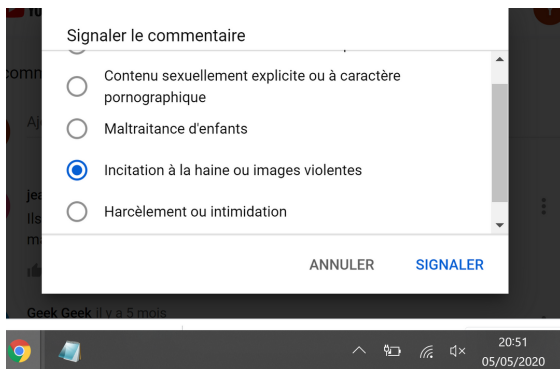 Signaler le commentaire
Contenu sexuellement explicite ou à caractère
pornographique
Maltraitance d'enfants
Incitation à la haine ou images violentes
Harcèlement ou intimidation
ANNULER
SIGNALER
Geek Geek il y a 5 mois
20:51
05/05/2020